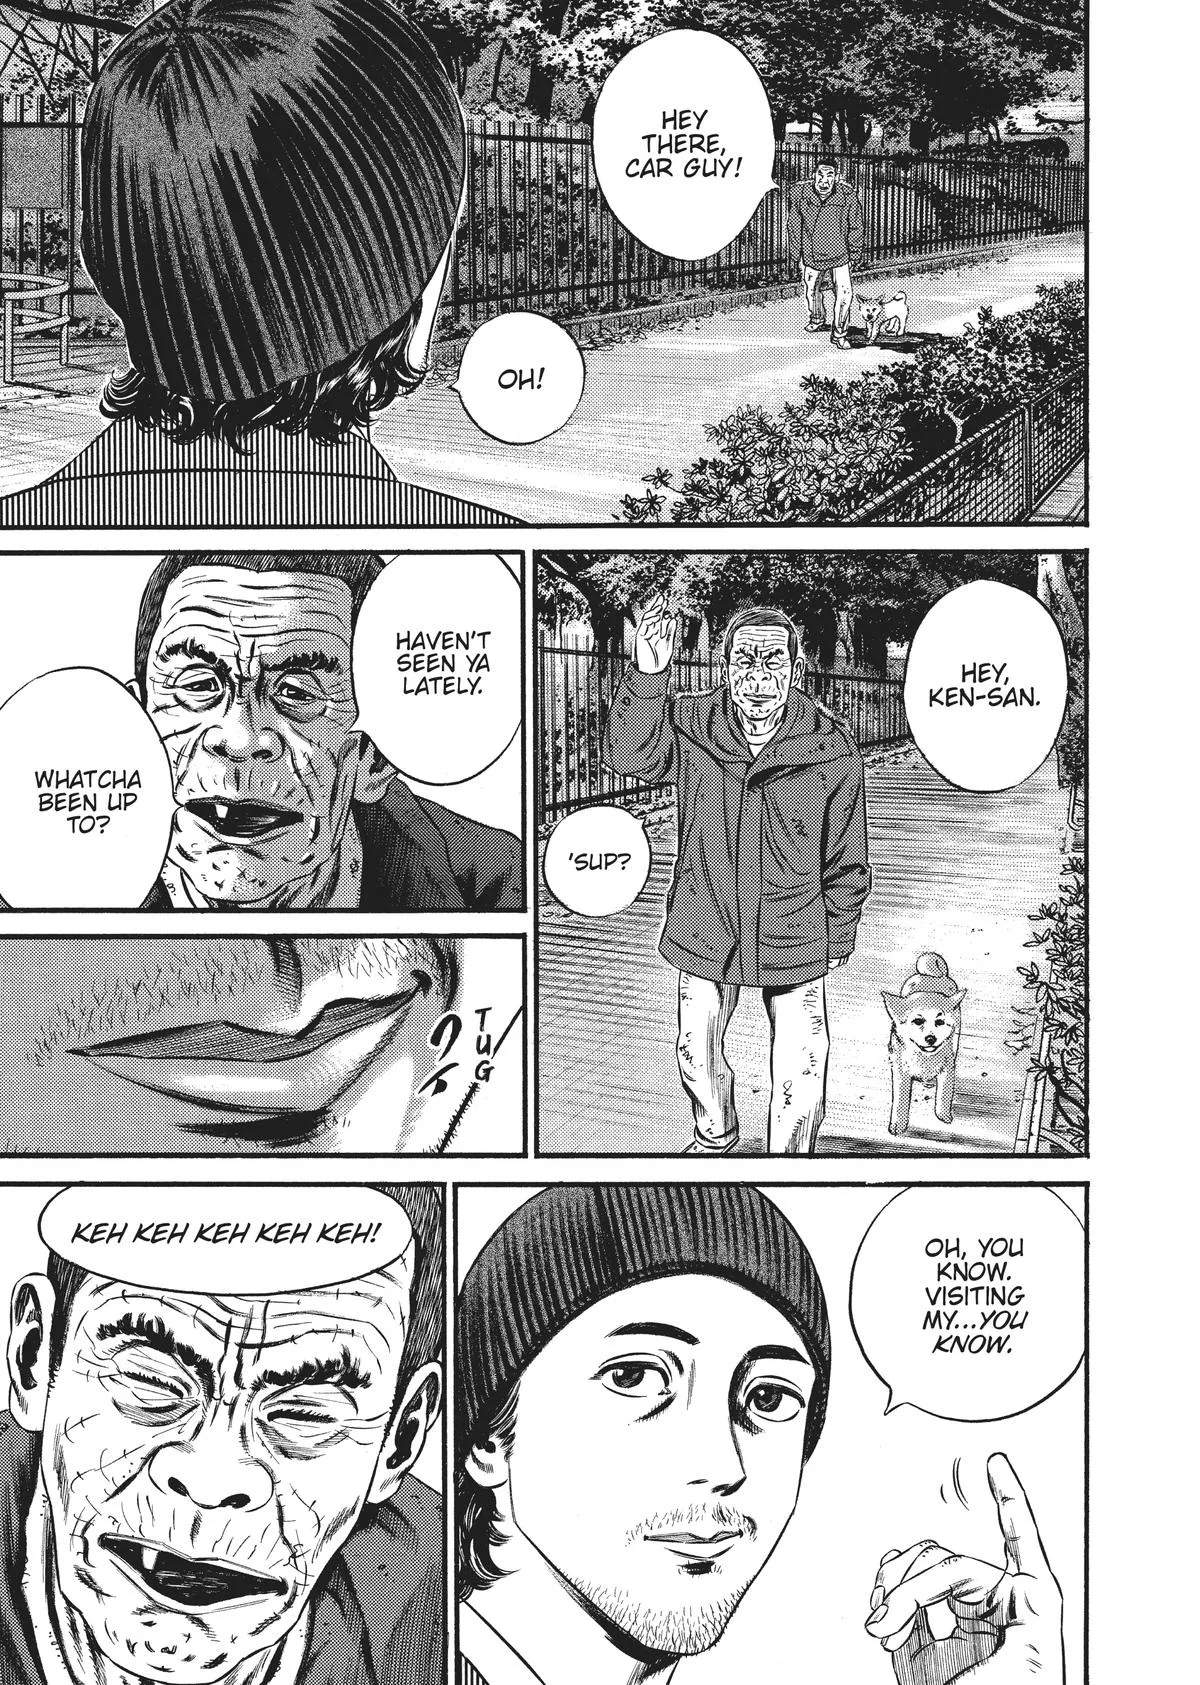 HEY
THERE,
CAR GUY!
OH!
HEY,
KEN-SAN.
'SUP?
HAVEN'T
SEEN YA
LATELY.
WHATCHA
BEEN UP
TO?
TUG
OH, YOU
KNOW.
VISITING
MY...YOU
KNOW.
KEH KEH KEH KEH KEH!